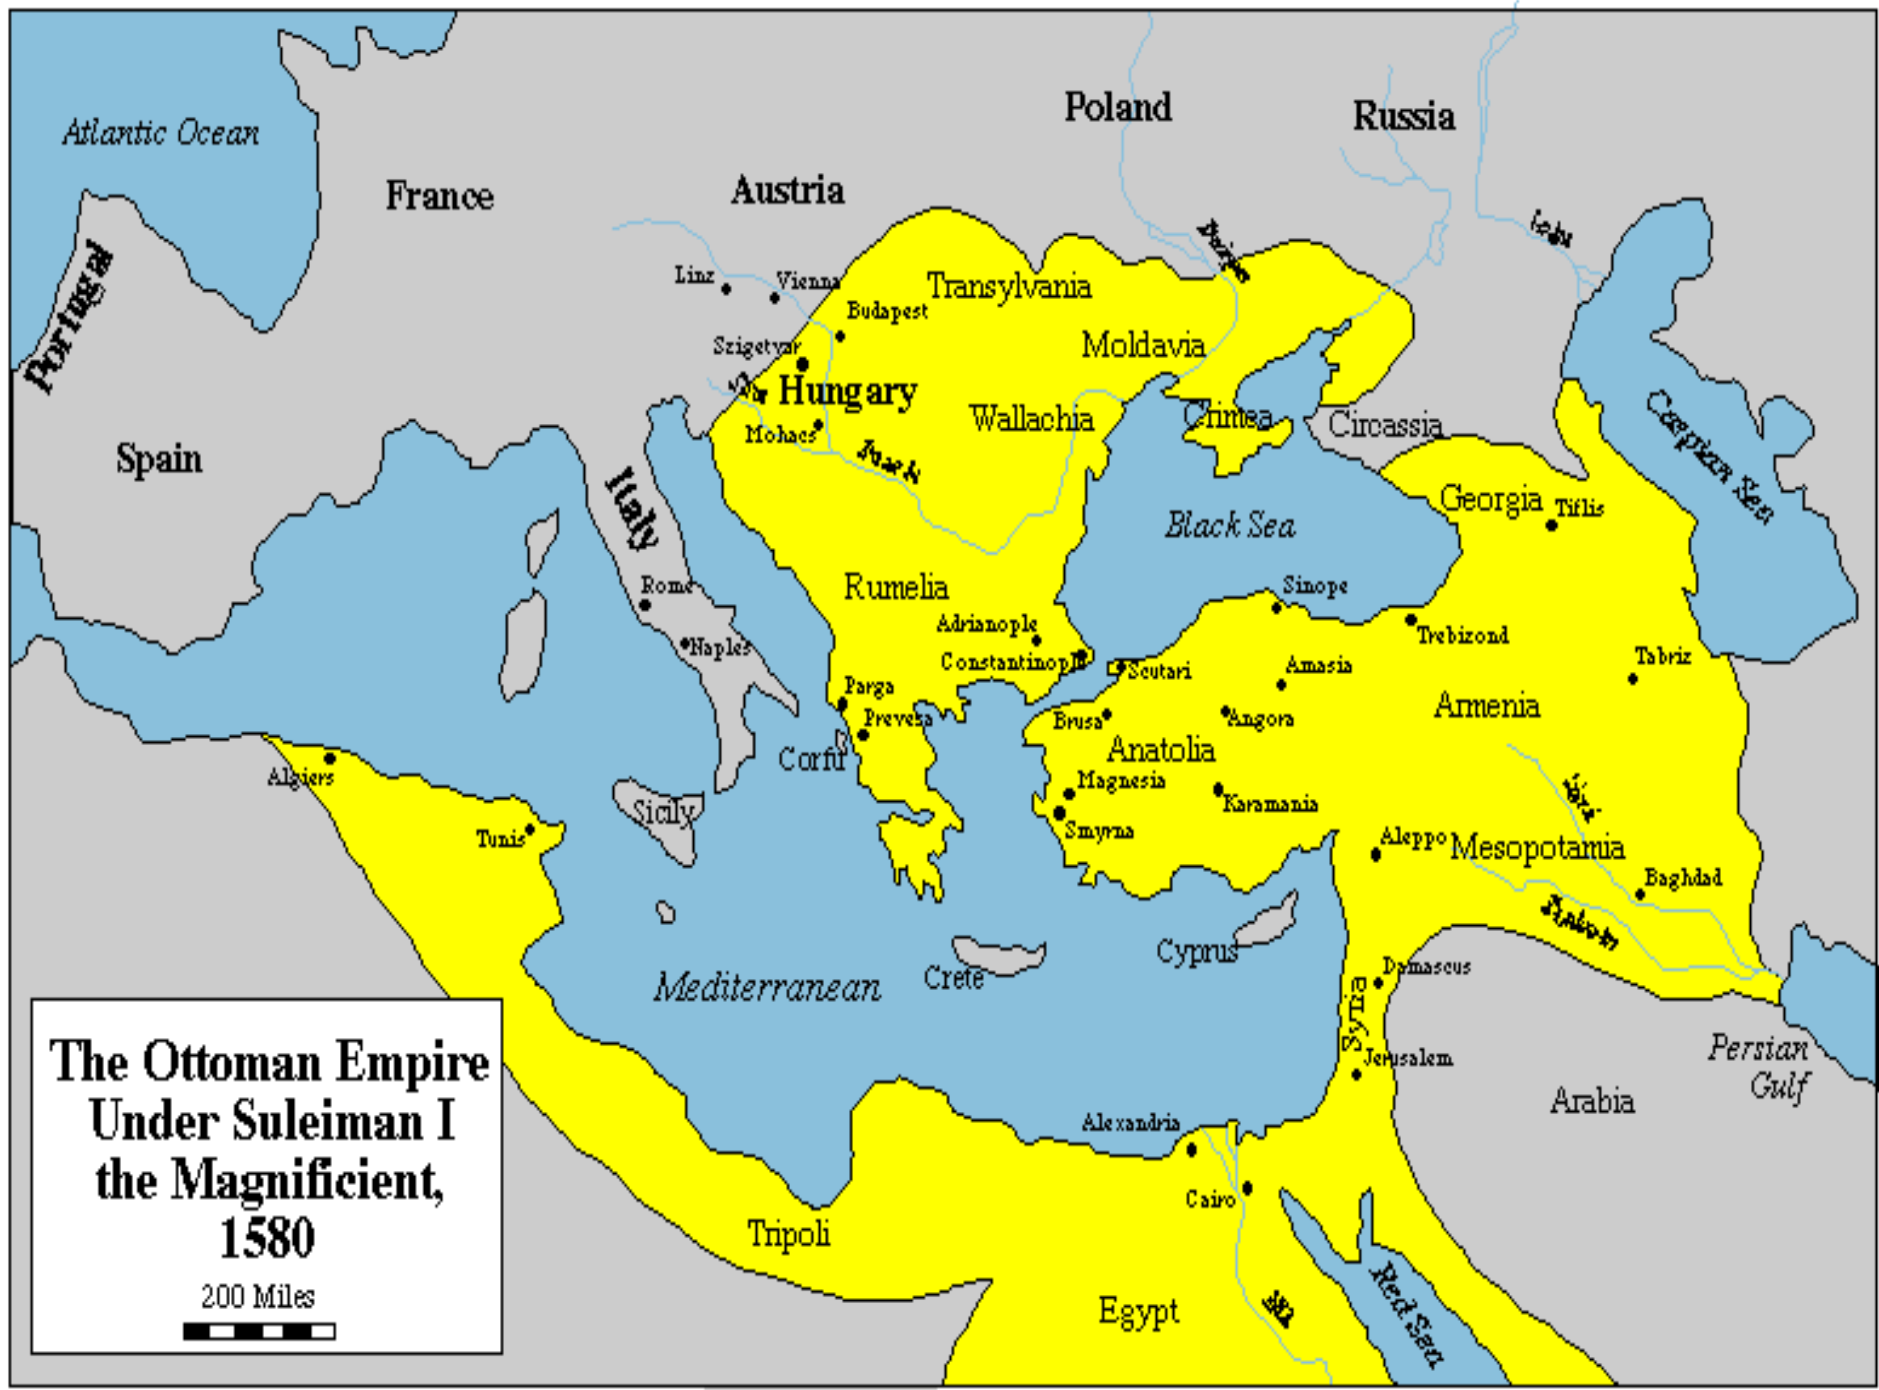 Atlantic Ocean
Poland
Russia
France
Austria
Portugal
Linz
Vienna
Transylvania
Budapest
Szigetvar
Moldavia
Hungary
Wallachia
Crimea
Circassia
Mohacs
Caspian Sea
Spain
Italy
Georgia
Tiflis
Black Sea
Rome
Rumelia
Sinope
Adrianople
Trebizond
Naples
Constantinople
Scutari
Amasia
Tabriz
Parga
Prevesa
Brusa
Angora
Armenia
Corfu
Anatolia
Algiers
Magnesia
Karamania
Sicily
Tunis
Smyrna
Aleppo
Mesopotamia
Baghdad
Cyprus
Crete
Mediterranean
Damascus
Syria
Jerusalem
Persian
Gulf
Arabia
Alexandria
Cairo
Tripoli
Egypt
Red Sea
The Ottoman Empire
Under Suleiman I
the Magnificient,
1580
200 Miles